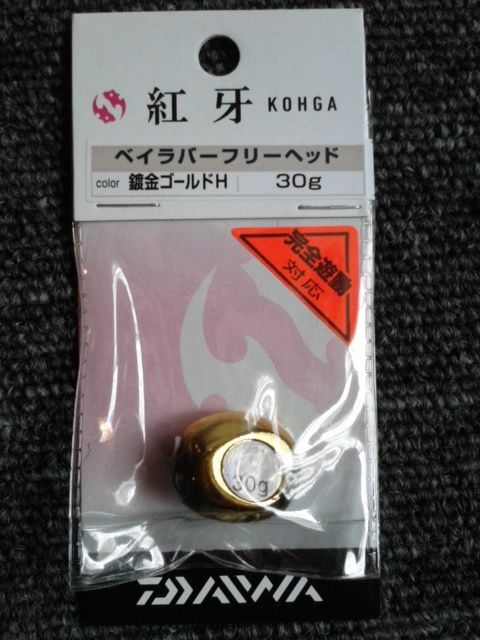 紅牙 KOHGA
ベイラバーフリーヘッド
color 鍍金ゴールドH 30g
完全遊動
対応
30g
DAIWA